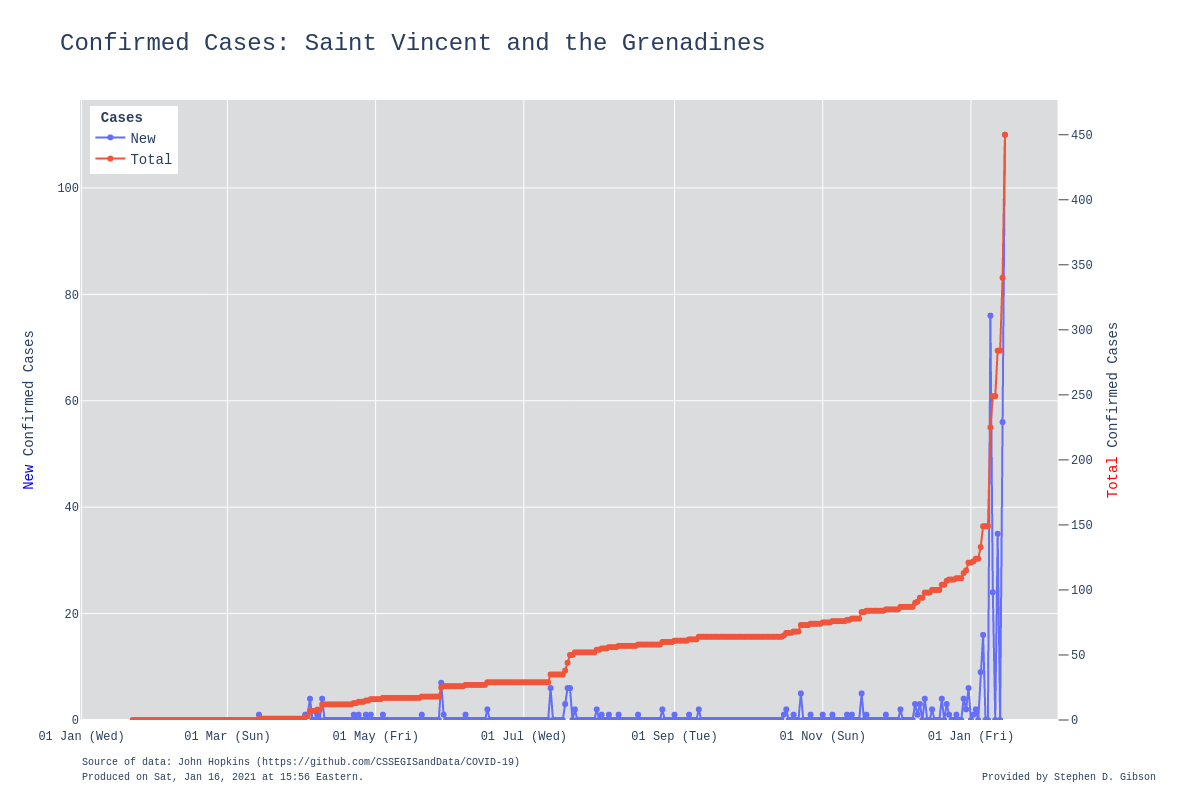 Confirmed Cases: Saint Vincent and the Grenadines
Cases
New
Total
100
80
60
40
20
0
New Confirmed Cases
450
400
350
300
250
200
150
100
50
0
Total Confirmed Cases
01 Jan (Wed) 01 Mar (Sun) 01 May (Fri) 01 Jul (Wed) 01 Sep (Tue) 01 Nov (Sun) 01 Jan (Fri)
Source of data: John Hopkins (https://github.com/CSSEGISandData/COVID-19)
Produced on Sat, Jan 16, 2021 at 15:56 Eastern.
Provided by Stephen D. Gibson